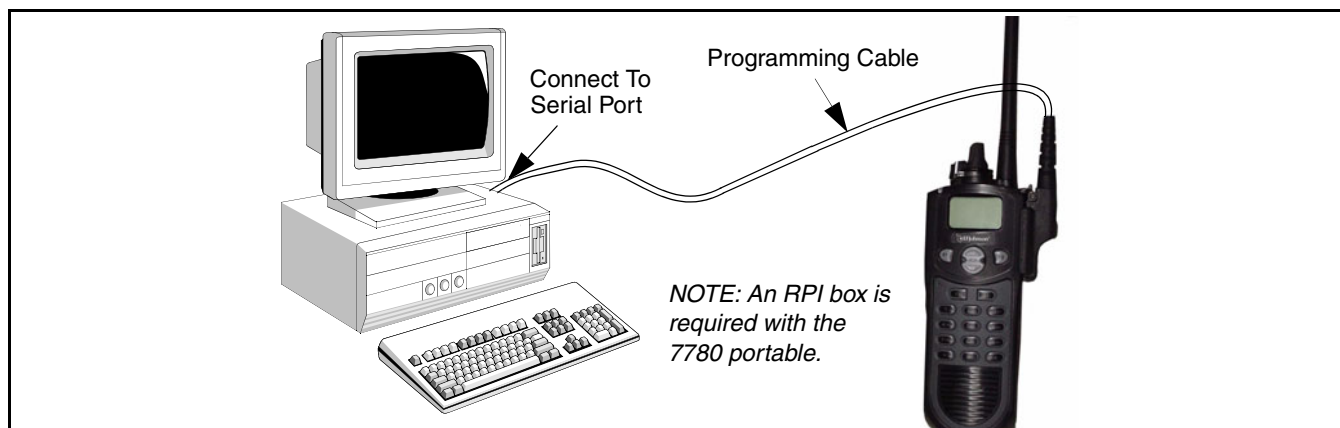 Programming Cable
Connect To
Serial Port
NOTE: An RPI box is
required with the
7780 portable.